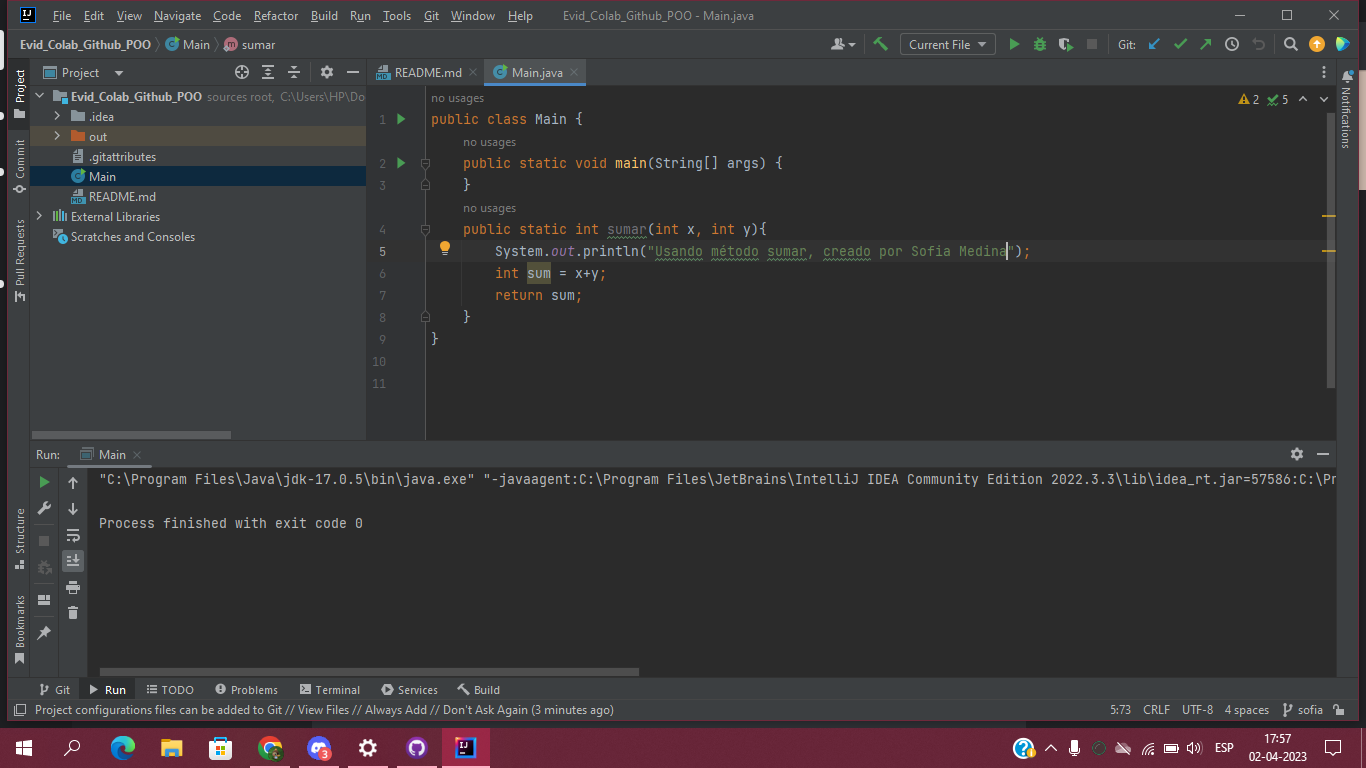 File Edit View Navigate Code Refactor Build Run Tools Git Window Help Evid_Colab_Github_POO - Main.java
Evid_Colab_Github_POO Main sumar Current File Git:
Project
README.md Main.java
Evid_Colab_Github_POO sources root, C:\Users\HP\Do
.idea
out
.gitattributes
Main
README.md
External Libraries
Scratches and Consoles
Project
Commit
Pull Requests
Structure
Bookmarks
Notifications
2 5
no usages
1 public class Main {
no usages
2 public static void main(String[] args) {
3 }
no usages
4 public static int sumar(int x, int y){
5 System.out.println("Usando método sumar, creado por Sofia Medina");
6 int sum = x+y;
7 return sum;
8 }
9 }
10
11
Run: Main
"C:\Program Files\Java\jdk-17.0.5\bin\java.exe" "-javaagent:C:\Program Files\JetBrains\IntelliJ IDEA Community Edition 2022.3.3\lib\idea_rt.jar=57586:C:\Pr
Process finished with exit code 0
Git Run TODO Problems Terminal Services Build
Project configurations files can be added to Git // View Files // Always Add // Don't Ask Again (3 minutes ago) 5:73 CRLF UTF-8 4 spaces sofia
3
ESP
17:57
02-04-2023